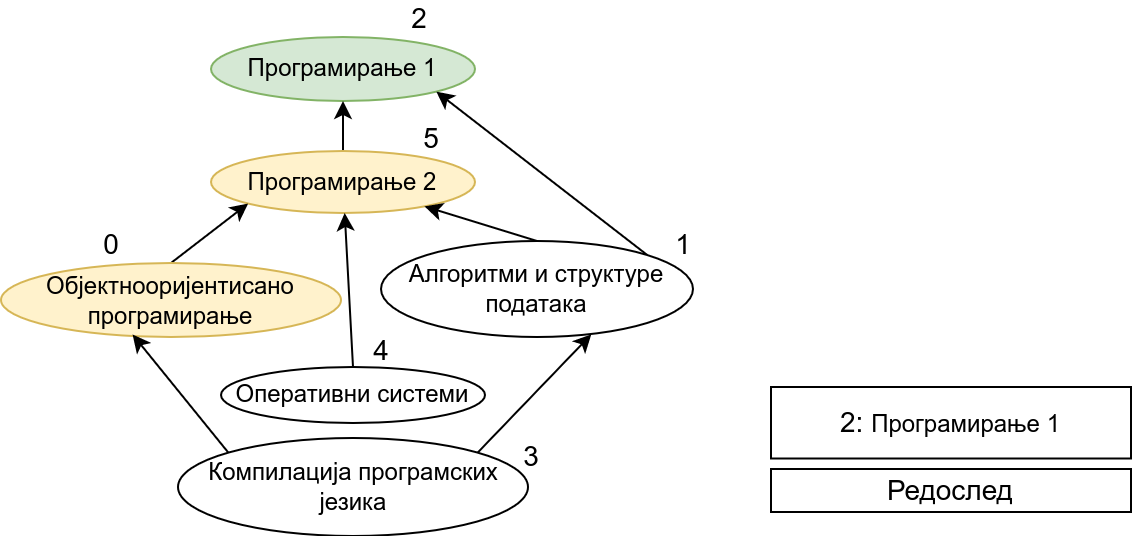 2
Програмирање 1
5
Програмирање 2
0
Објектнооријентисано
програмирање
1
Алгоритми и структуре
података
4
Оперативни системи
3
Компилација програмских
језика
2: Програмирање 1
Редослед